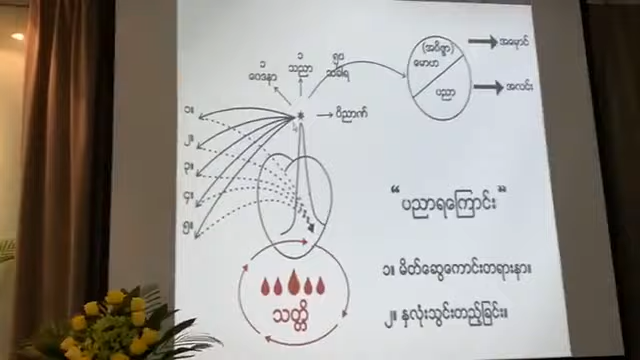 (အဝိဇ္ဇာ)
မောဟ
ပညာ
အမှောင်
အလင်း
၁
ဝေဒနာ
၁
သညာ
၅၀
သင်္ခါရ
ဝိညာဏ်
၁။
၂။
၃။
၄။
၅။
သတ္တိ
“ပညာရကြောင်း”
၁။ မိတ်ဆွေကောင်းတရားနာ။
၂။ နှလုံးသွင်းတည့်ခြင်း။